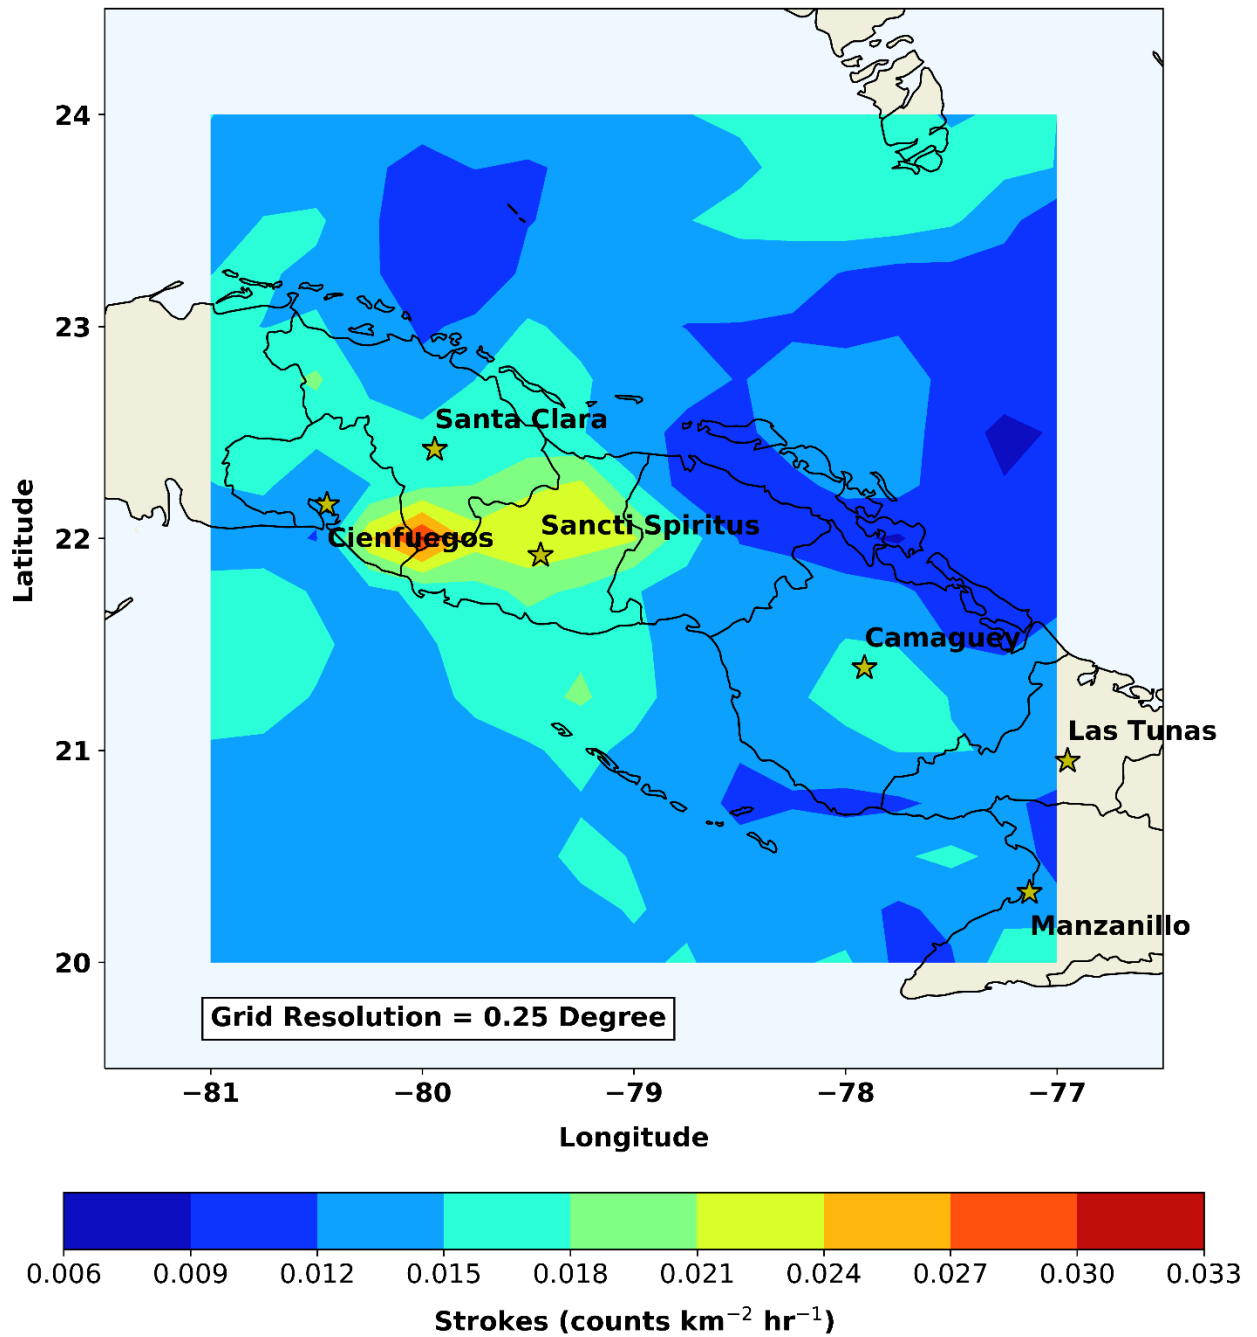 24
23
Santa Clara
Latitude
22
Cienfuegos
Sancti Spiritus
Camaguey
21
Las Tunas
20
Manzanillo
Grid Resolution = 0.25 Degree
−81 −80 −79 −78 −77
Longitude
0.006 0.009 0.012 0.015 0.018 0.021 0.024 0.027 0.030 0.033
Strokes (counts km⁻² hr⁻¹)